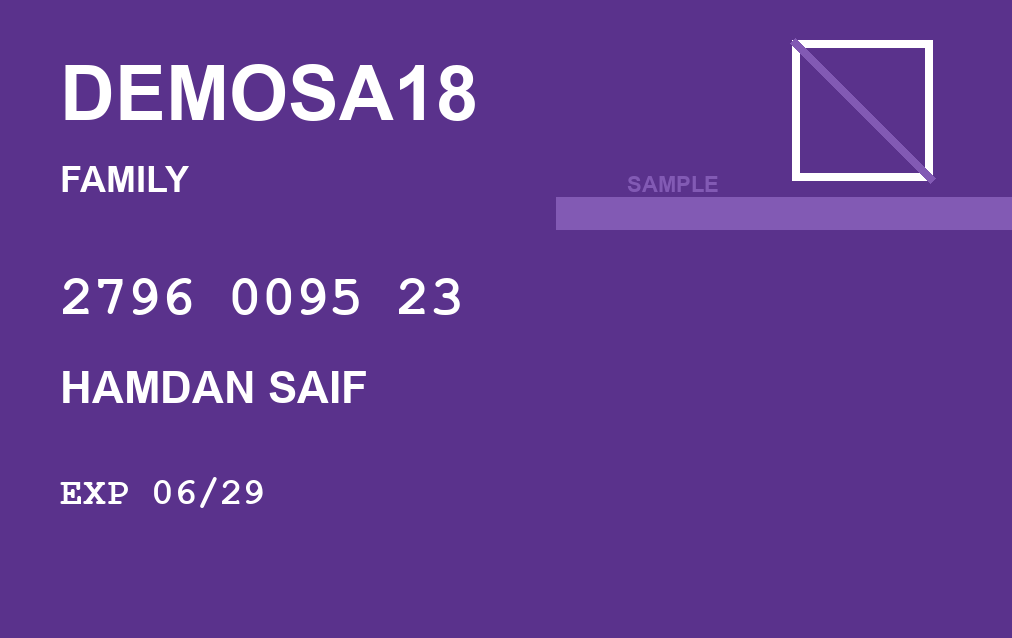 DEMOSA18
FAMILY
SAMPLE
2796 0095 23
HAMDAN SAIF
EXP 06/29